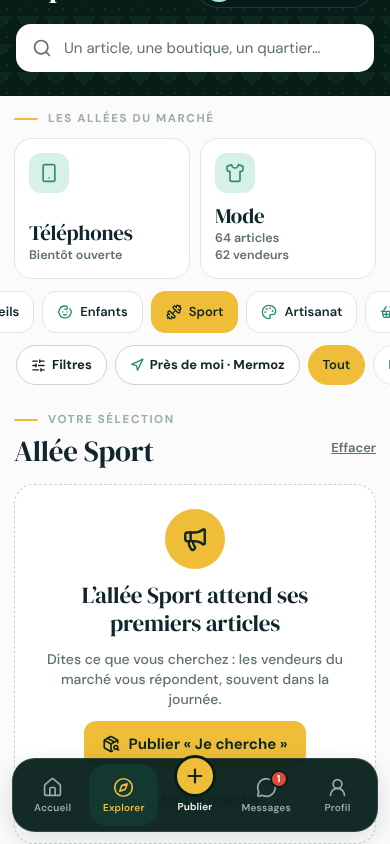 Un article, une boutique, un quartier...
LES ALLÉES DU MARCHÉ
Téléphones
Bientôt ouverte
Mode
64 articles
62 vendeurs
Enfants
Sport
Artisanat
Filtres
Près de moi · Mermoz
Tout
VOTRE SÉLECTION
Allée Sport
Effacer
L'allée Sport attend ses
premiers articles
Dites ce que vous cherchez : les vendeurs du
marché vous répondent, souvent dans la
journée.
Publier « Je cherche »
1
Accueil
Explorer
Publier
Messages
Profil